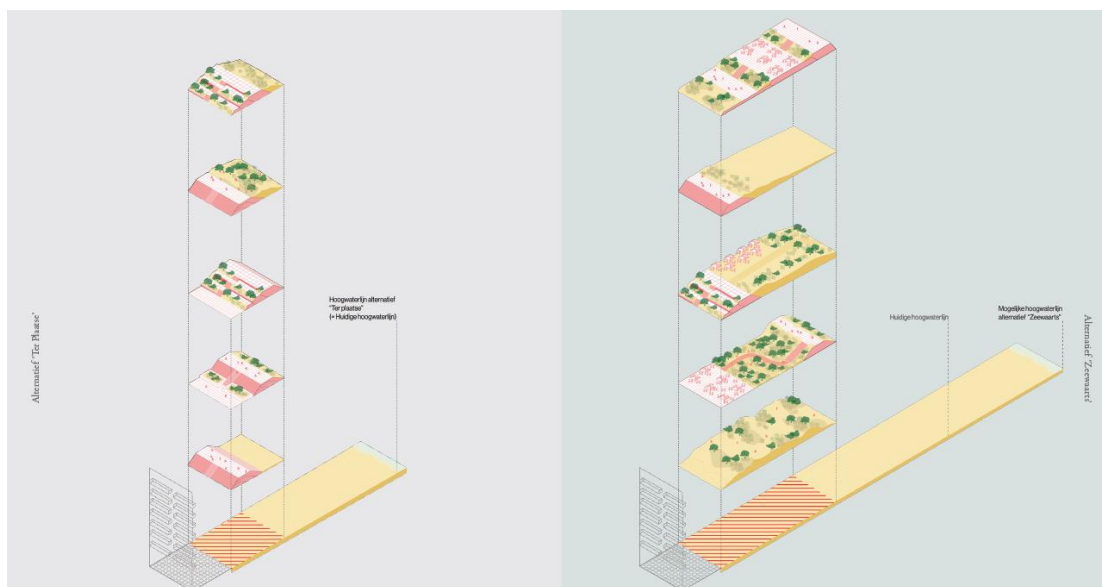 Alternatief 'Ter Plaatse'
Hoogwaterlijn alternatief
"Ter plaatse"
(= Huidige hoogwaterlijn)
Huidige hoogwaterlijn
Mogelijke hoogwaterlijn
alternatief "Zeewaarts"
Alternatief 'Zeewaarts'